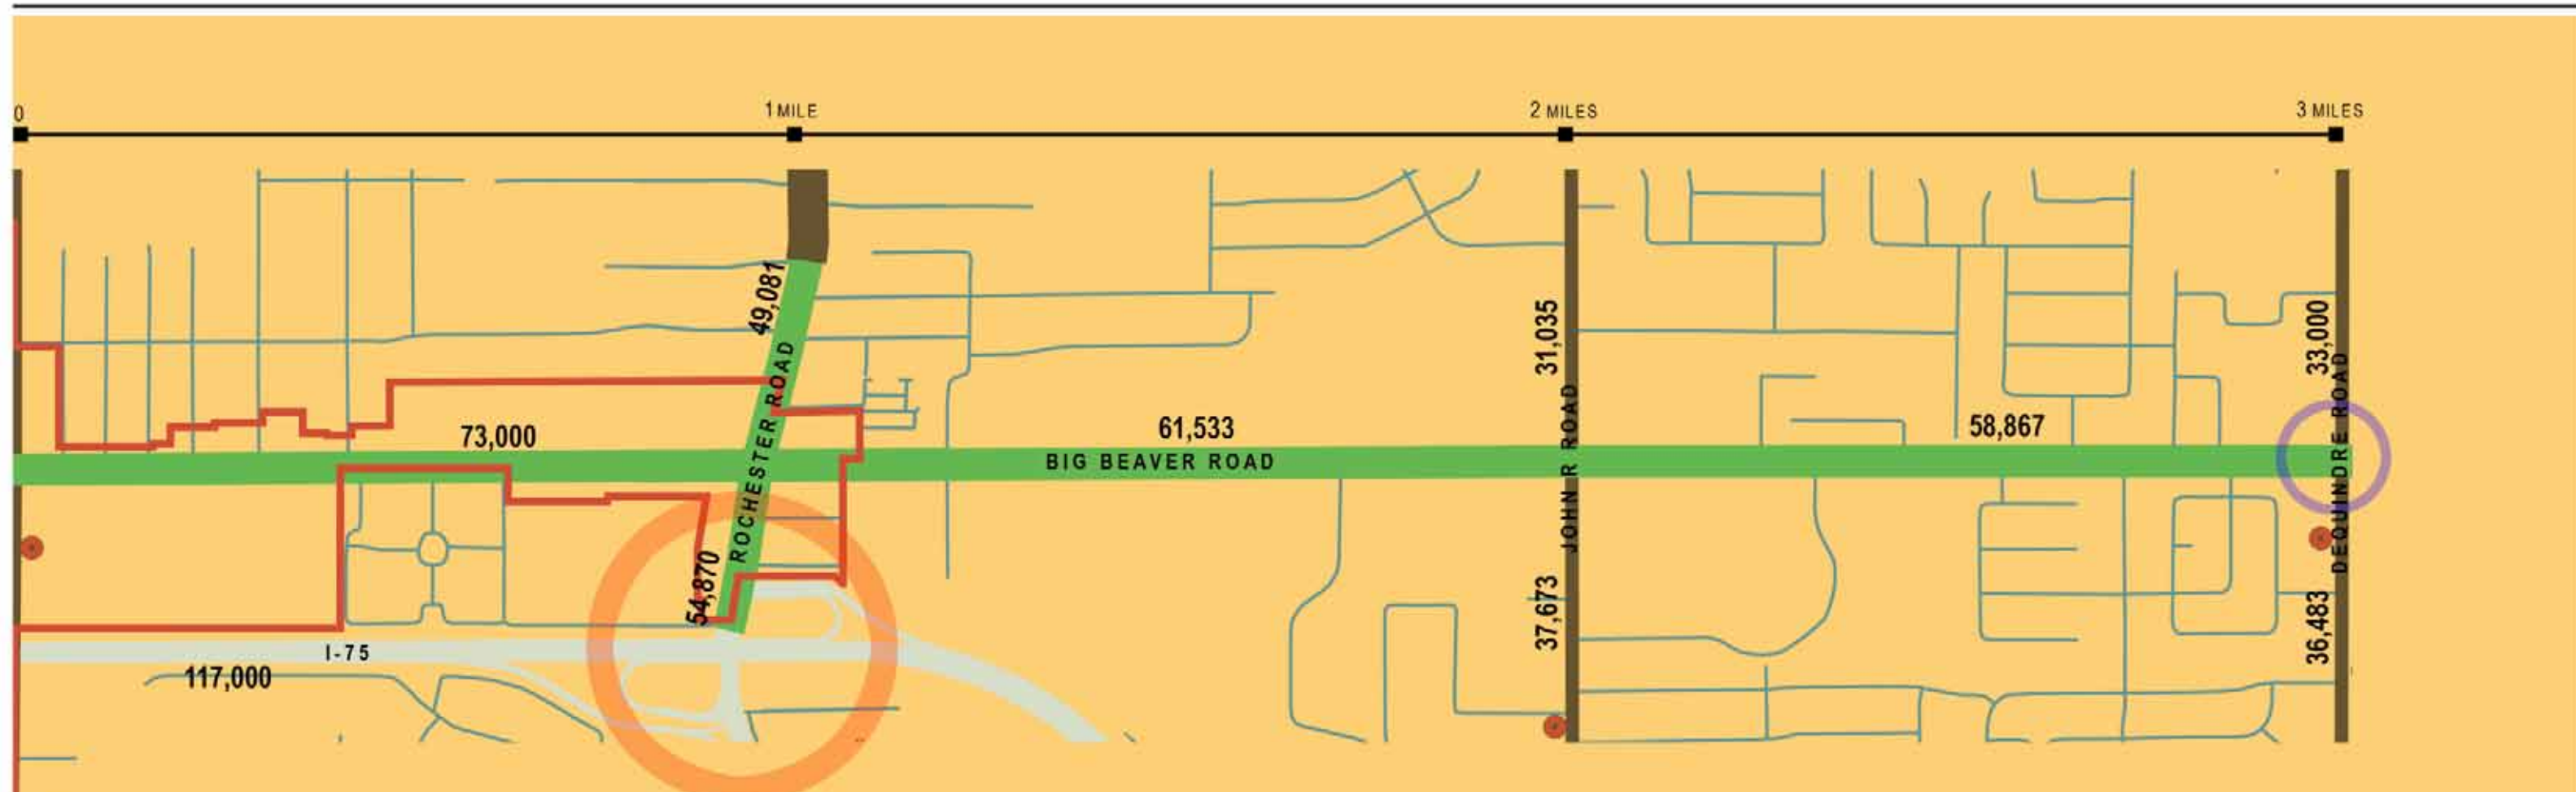 0
1 MILE
2 MILES
3 MILES
49,081
31,035
33,000
ROCHESTER ROAD
JOHN R ROAD
DEQUINDRE ROAD
73,000
61,533
58,867
BIG BEAVER ROAD
54,870
37,673
36,483
I-75
117,000